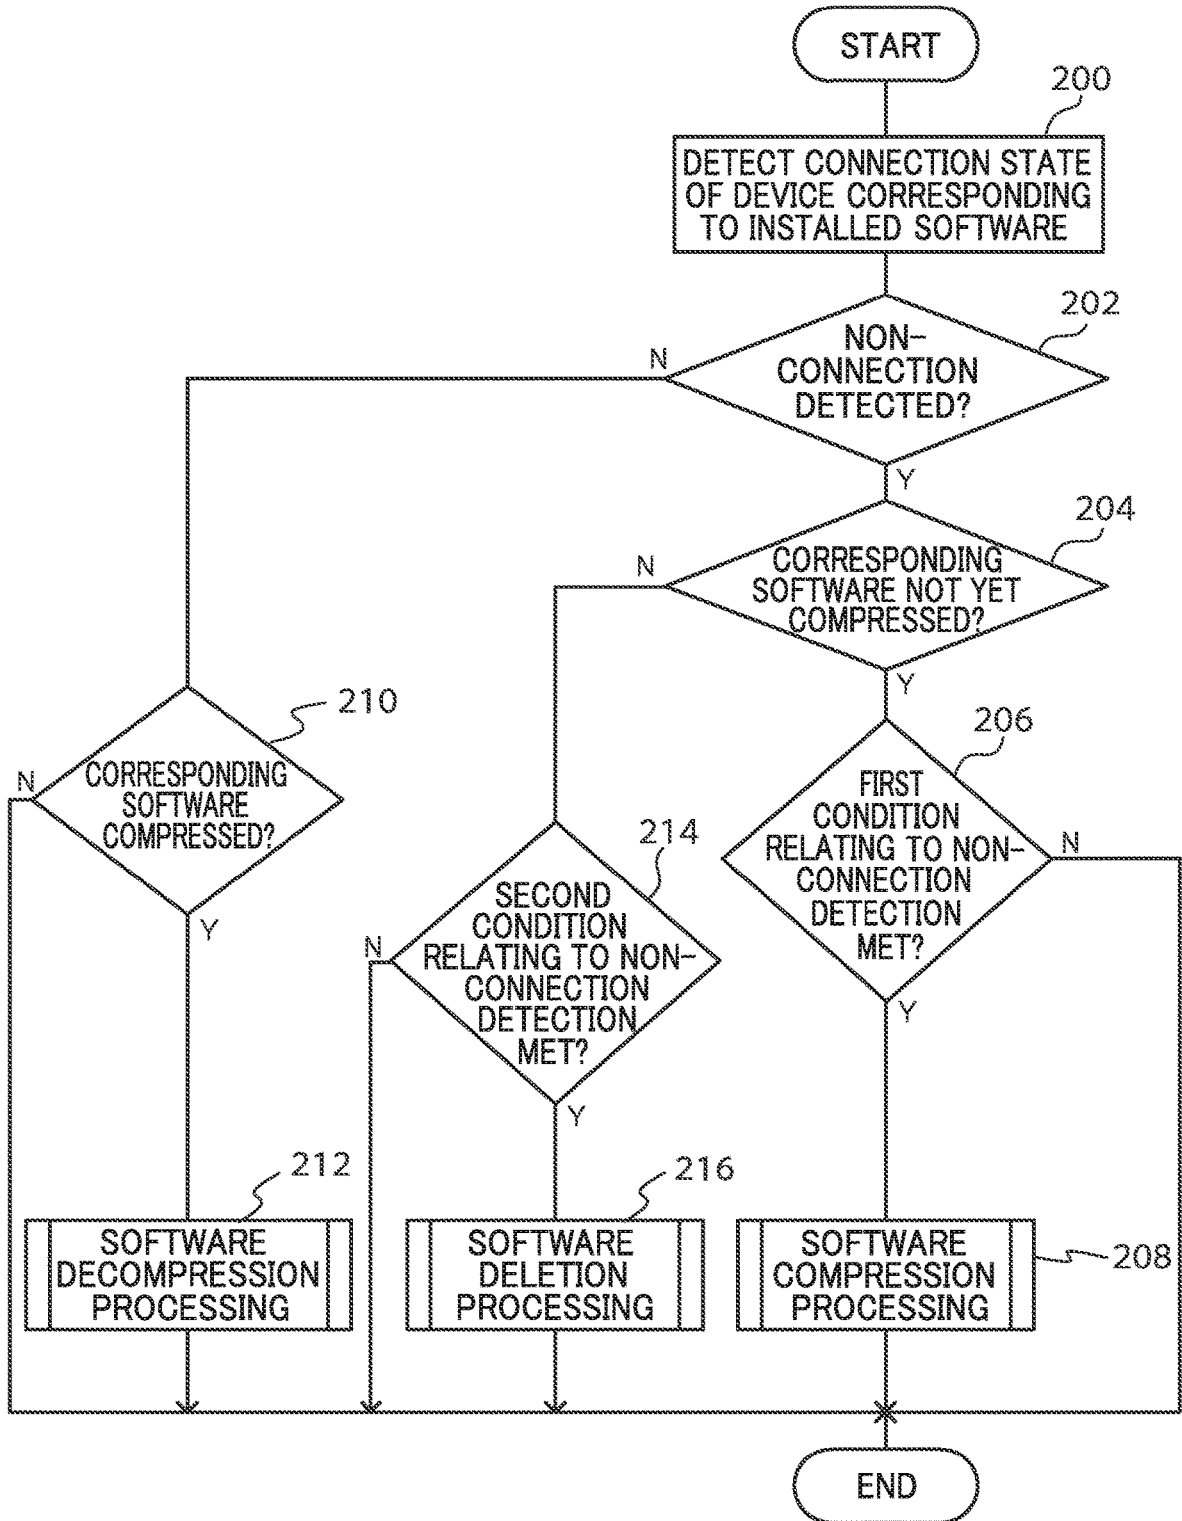 START
200
DETECT CONNECTION STATE
OF DEVICE CORRESPONDING
TO INSTALLED SOFTWARE
202
NON-
CONNECTION
DETECTED?
N
Y
204
CORRESPONDING
SOFTWARE NOT YET
COMPRESSED?
N
Y
210
CORRESPONDING
SOFTWARE
COMPRESSED?
N
Y
206
FIRST
CONDITION
RELATING TO NON-
CONNECTION
DETECTION
MET?
N
Y
214
SECOND
CONDITION
RELATING TO NON-
CONNECTION
DETECTION
MET?
N
Y
212
SOFTWARE
DECOMPRESSION
PROCESSING
216
SOFTWARE
DELETION
PROCESSING
208
SOFTWARE
COMPRESSION
PROCESSING
END